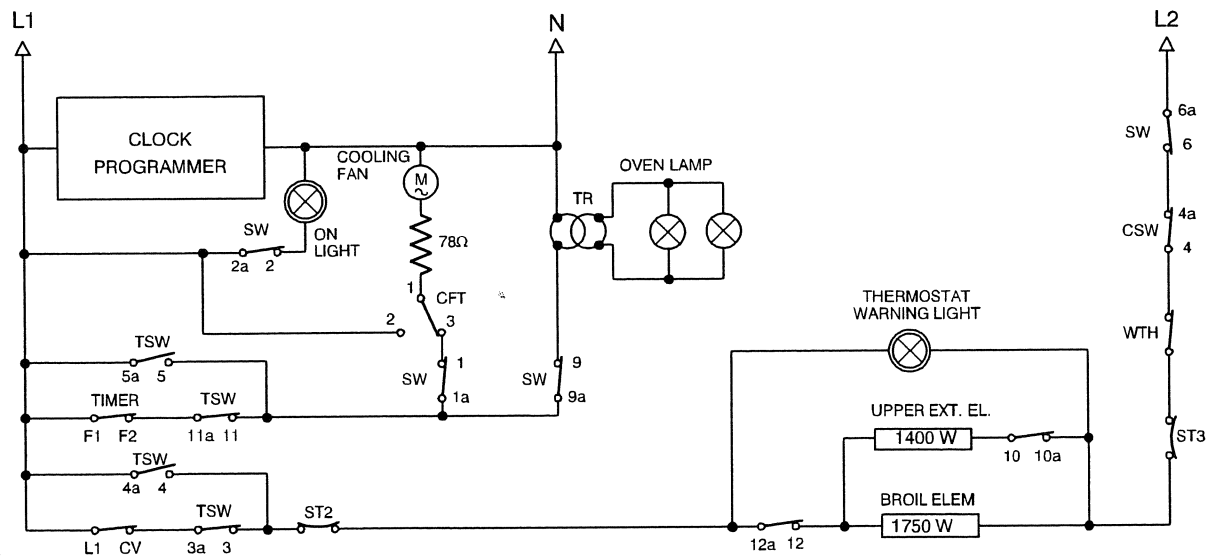 L1
N
L2
CLOCK
PROGRAMMER
COOLING
FAN
M
~
OVEN LAMP
TR
SW
6a
6
SW
2a 2
ON
LIGHT
78Ω
4a
CSW
4
1
CFT
2
3
THERMOSTAT
WARNING LIGHT
WTH
TSW
5a 5
1
SW
1a
9
SW
9a
TIMER
TSW
F1 F2
11a 11
UPPER EXT. EL.
1400 W
10 10a
ST3
TSW
4a 4
BROIL ELEM
1750 W
TSW
ST2
L1 CV
3a 3
12a 12